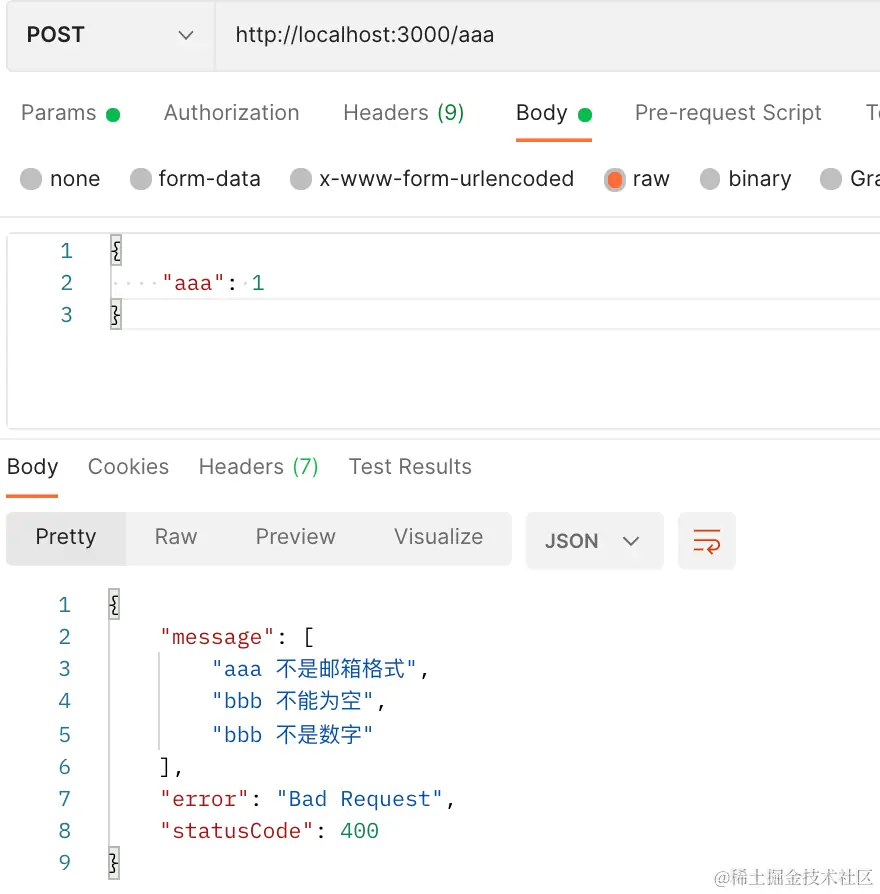 POST http://localhost:3000/aaa
Params Authorization Headers (9) Body Pre-request Script
none form-data x-www-form-urlencoded raw binary
1 {
2 ····"aaa":·1
3 }
Body Cookies Headers (7) Test Results
Pretty Raw Preview Visualize JSON
1 {
2 "message": [
3 "aaa 不是邮箱格式",
4 "bbb 不能为空",
5 "bbb 不是数字"
6 ],
7 "error": "Bad Request",
8 "statusCode": 400
9 }
@稀土掘金技术社区